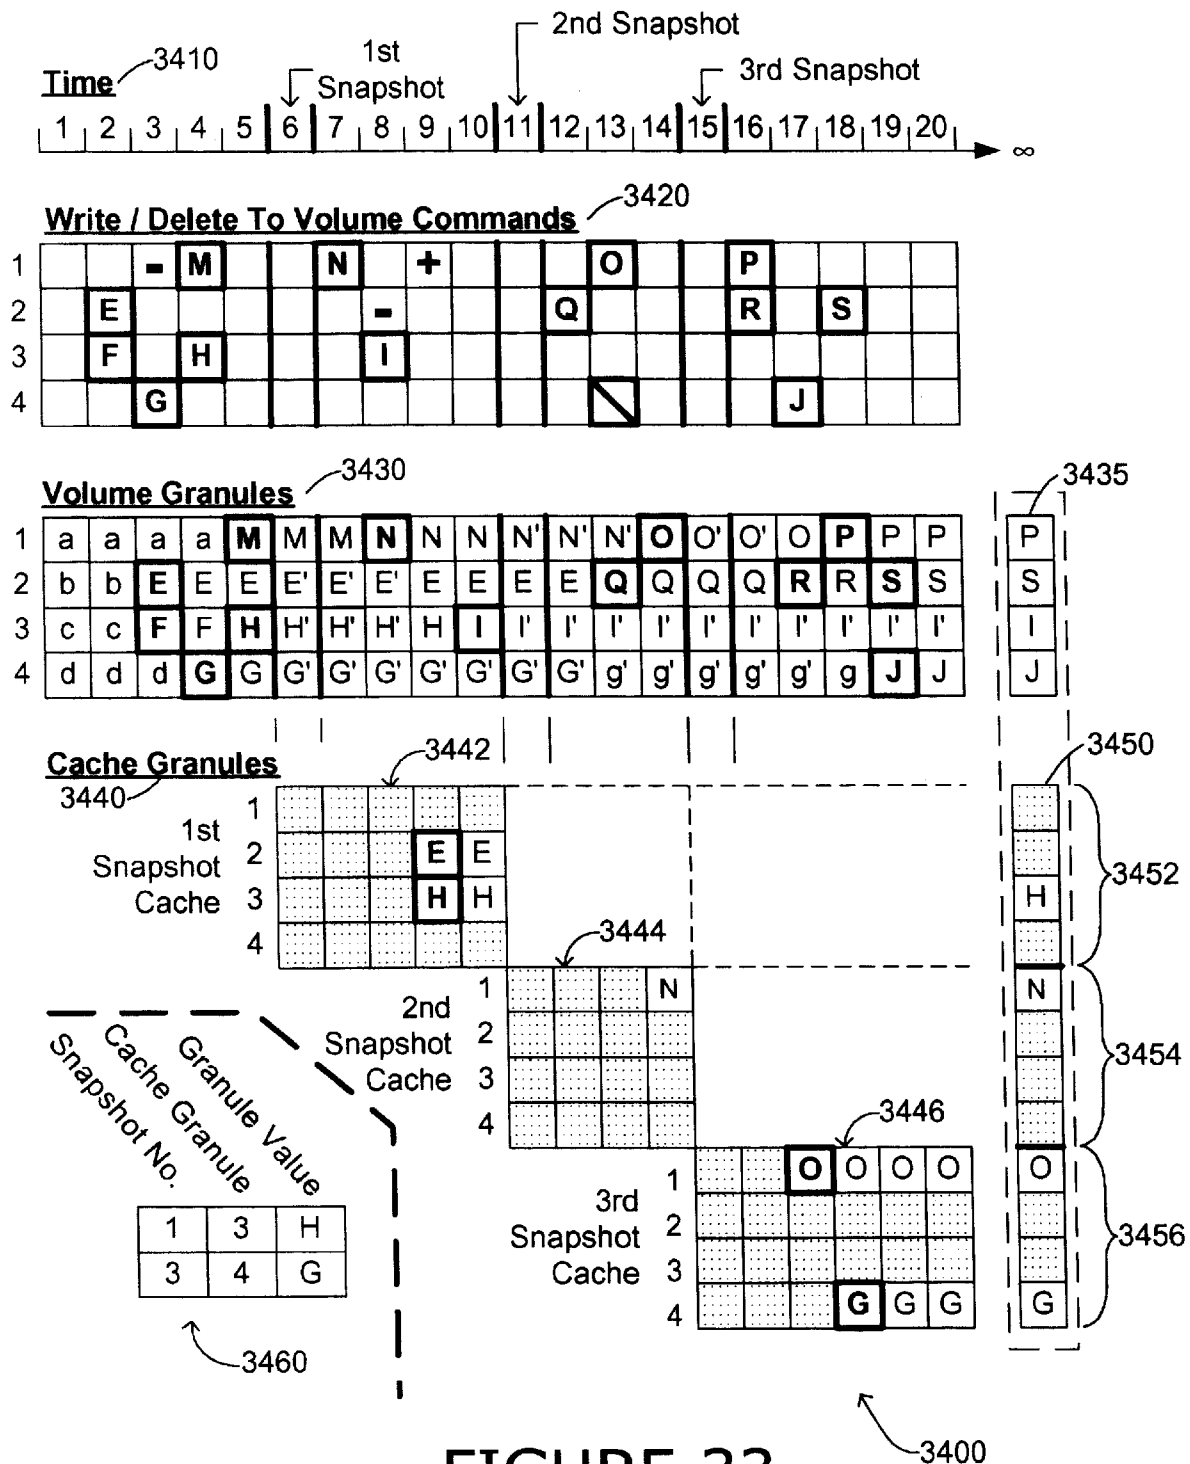 2nd Snapshot
3410
1st
Snapshot
3rd Snapshot
Time
1 2 3 4 5 6 7 8 9 10 11 12 13 14 15 16 17 18 19 20 ∞
3420
Write / Delete To Volume Commands
1 - M N + O P
2 E - Q R S
3 F H I
4 G \ J
3430
3435
Volume Granules
1 a a a a M M M N N N N' N' N' O O' O' O P P P P
2 b b E E E E' E' E' E E E E Q Q Q Q R R S S S
3 c c F F H H' H' H' H I I' I' I' I' I' I' I' I' I' I' I
4 d d d G G G' G' G' G' G' G' G' g' g' g' g' g' g J J J
3442
3450
Cache Granules
3440
1st
Snapshot
Cache
1
2 E E
3 H H H
4
3452
3444
2nd
Snapshot
Cache
1 N N
2
3
4
3454
3446
3rd
Snapshot
Cache
1 O O O O O
2
3
4 G G G G
3456
Snapshot No.
Cache Granule
Granule Value
1 3 H
3 4 G
3460
3400
FIGURE 33